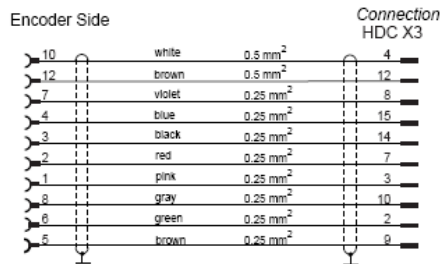 Encoder Side
Connection
HDC X3
10 white 0.5 mm² 4
12 brown 0.5 mm² 12
7 violet 0.25 mm² 8
4 blue 0.25 mm² 15
3 black 0.25 mm² 14
2 red 0.25 mm² 7
1 pink 0.25 mm² 3
8 gray 0.25 mm² 10
6 green 0.25 mm² 2
5 brown 0.25 mm² 9